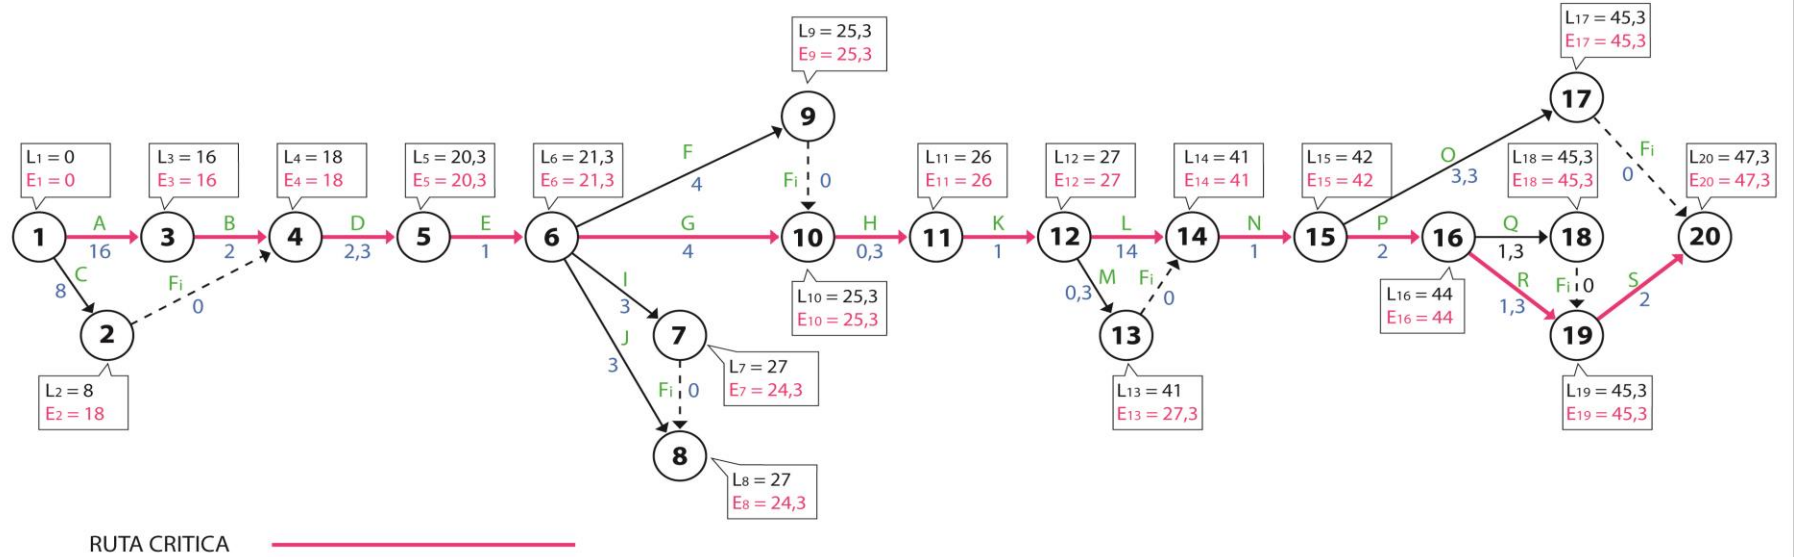 L17 = 45,3
E17 = 45,3
L9 = 25,3
E9 = 25,3
17
9
L1 = 0
E1 = 0
L3 = 16
E3 = 16
L4 = 18
E4 = 18
L5 = 20,3
E5 = 20,3
L6 = 21,3
E6 = 21,3
F
4
Fi
0
L11 = 26
E11 = 26
L12 = 27
E12 = 27
L14 = 41
E14 = 41
L15 = 42
E15 = 42
O
3,3
L18 = 45,3
E18 = 45,3
Fi
0
L20 = 47,3
E20 = 47,3
1
A
16
3
B
2
4
D
2,3
5
E
1
6
G
4
10
H
0,3
11
K
1
12
L
14
14
N
1
15
P
2
16
Q
1,3
18
20
C
8
Fi
0
2
L2 = 8
E2 = 18
I
3
J
3
7
L7 = 27
E7 = 24,3
Fi
0
8
L8 = 27
E8 = 24,3
L10 = 25,3
E10 = 25,3
M
0,3
Fi
0
13
L13 = 41
E13 = 27,3
L16 = 44
E16 = 44
R
1,3
Fi
0
S
2
19
L19 = 45,3
E19 = 45,3
RUTA CRITICA